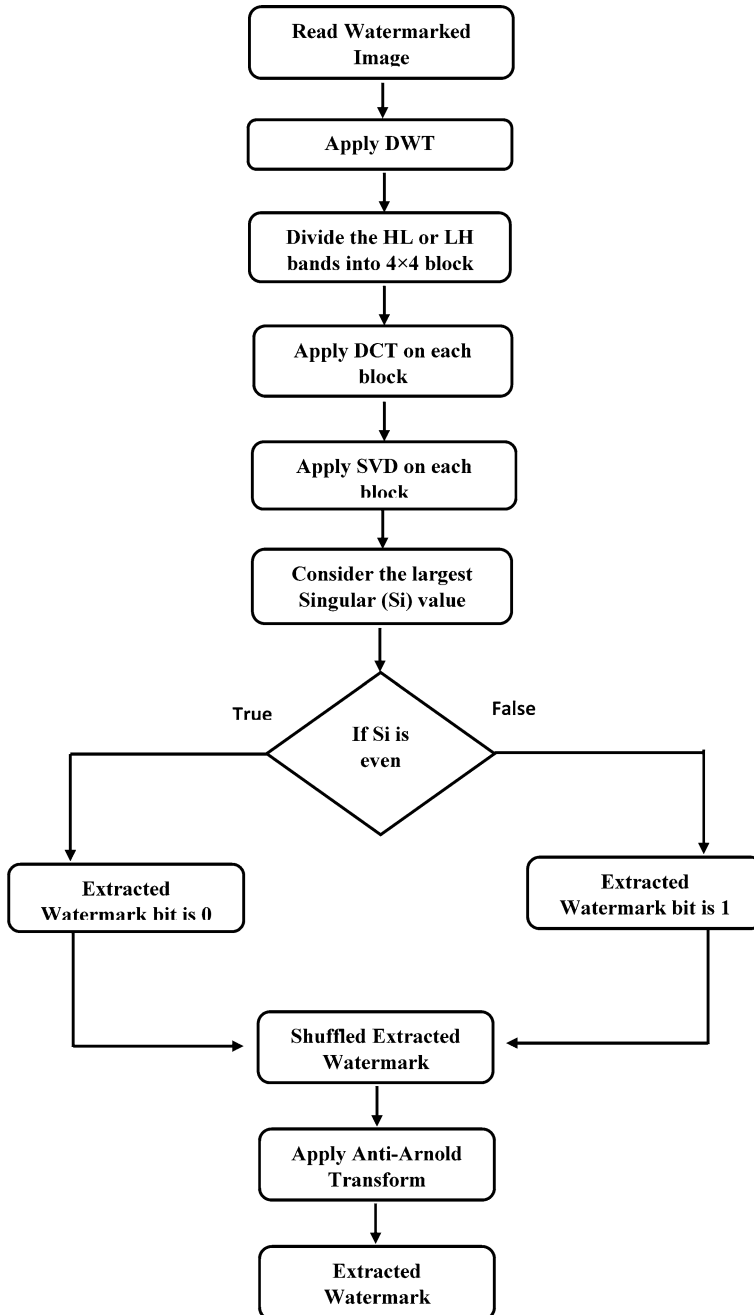 Read Watermarked
Image
Apply DWT
Divide the HL or LH
bands into 4×4 block
Apply DCT on each
block
Apply SVD on each
block
Consider the largest
Singular (Si) value
True
False
If Si is
even
Extracted
Watermark bit is 0
Extracted
Watermark bit is 1
Shuffled Extracted
Watermark
Apply Anti-Arnold
Transform
Extracted
Watermark